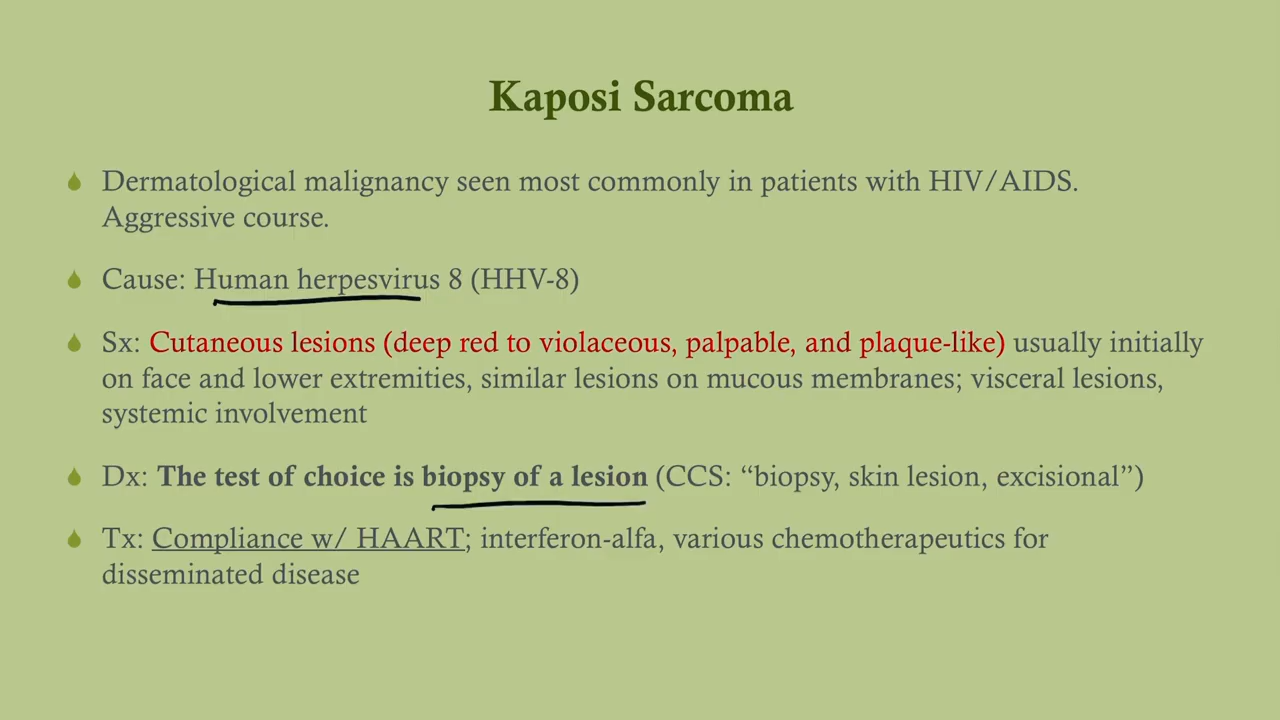 Kaposi Sarcoma
Dermatological malignancy seen most commonly in patients with HIV/AIDS.
Aggressive course.
Cause: Human herpesvirus 8 (HHV-8)
Sx: Cutaneous lesions (deep red to violaceous, palpable, and plaque-like) usually initially
on face and lower extremities, similar lesions on mucous membranes; visceral lesions,
systemic involvement
Dx: The test of choice is biopsy of a lesion (CCS: “biopsy, skin lesion, excisional”)
Tx: Compliance w/ HAART; interferon-alfa, various chemotherapeutics for
disseminated disease